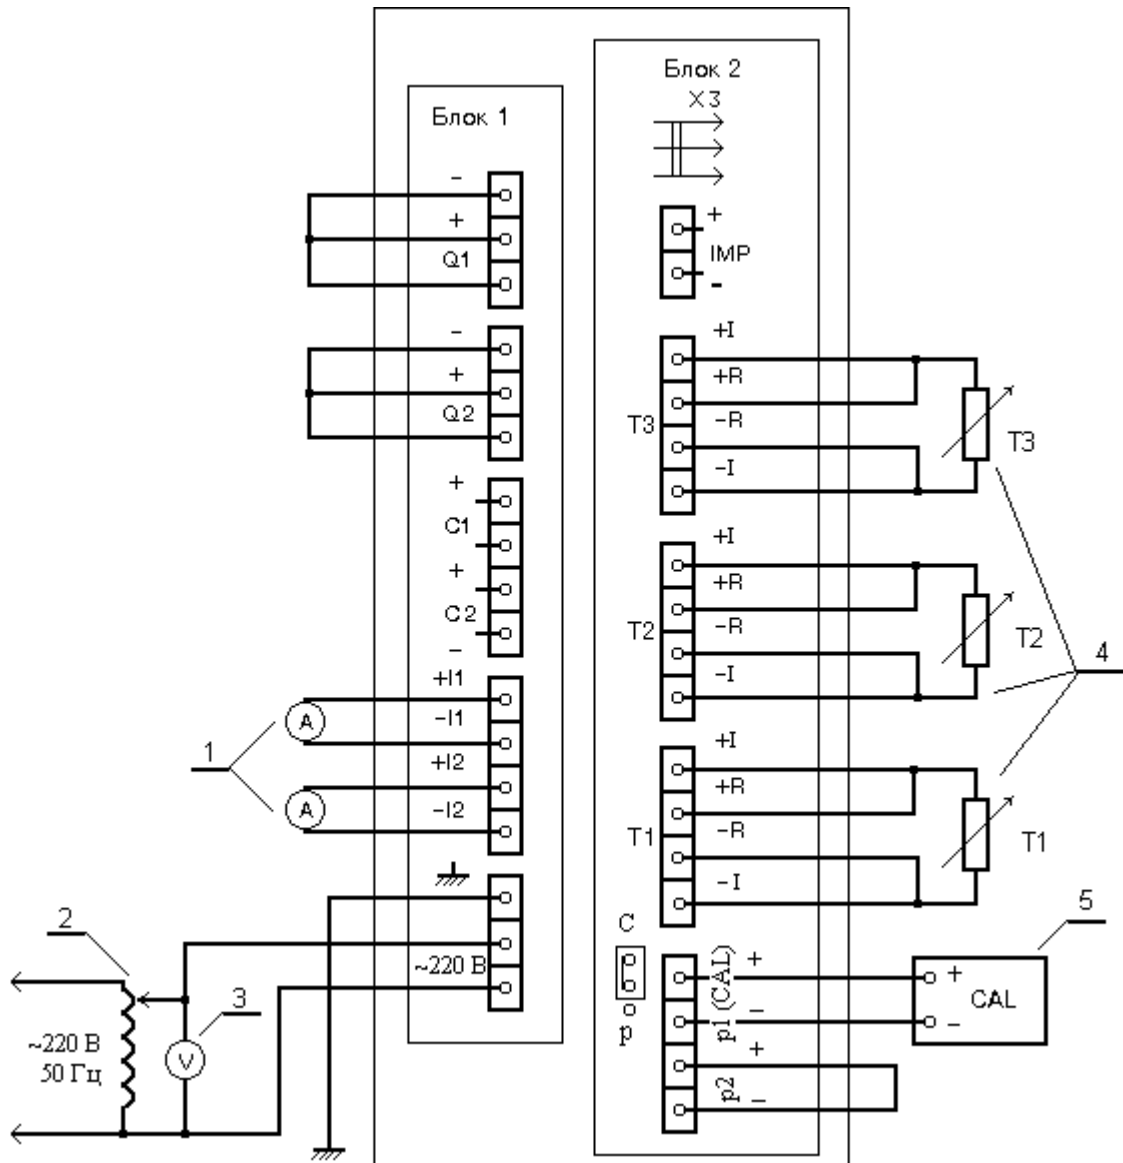 Блок 1
−
+
Q1
−
+
Q2
+
C1
+
C2
−
+I1
−I1
+I2
−I2
~220 В
A
A
1
2
3
V
~220 В
50 Гц
Блок 2
X3
+
IMP
-
+I
+R
−R
−I
T3
T3
+I
+R
−R
−I
T2
T2
4
+I
+R
−R
−I
T1
T1
C
p
p1 (CAL)
+
−
p2
+
−
5
+
CAL
−